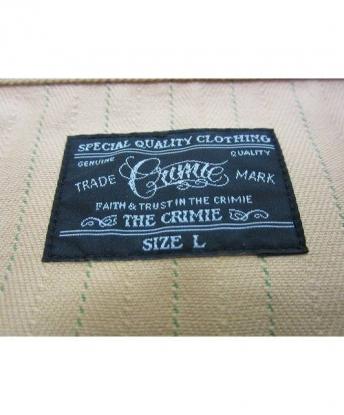 SPECIAL QUALITY CLOTHING
GENUINE QUALITY
Crimie
TRADE MARK
FAITH & TRUST IN THE CRIMIE
THE CRIMIE
SIZE L